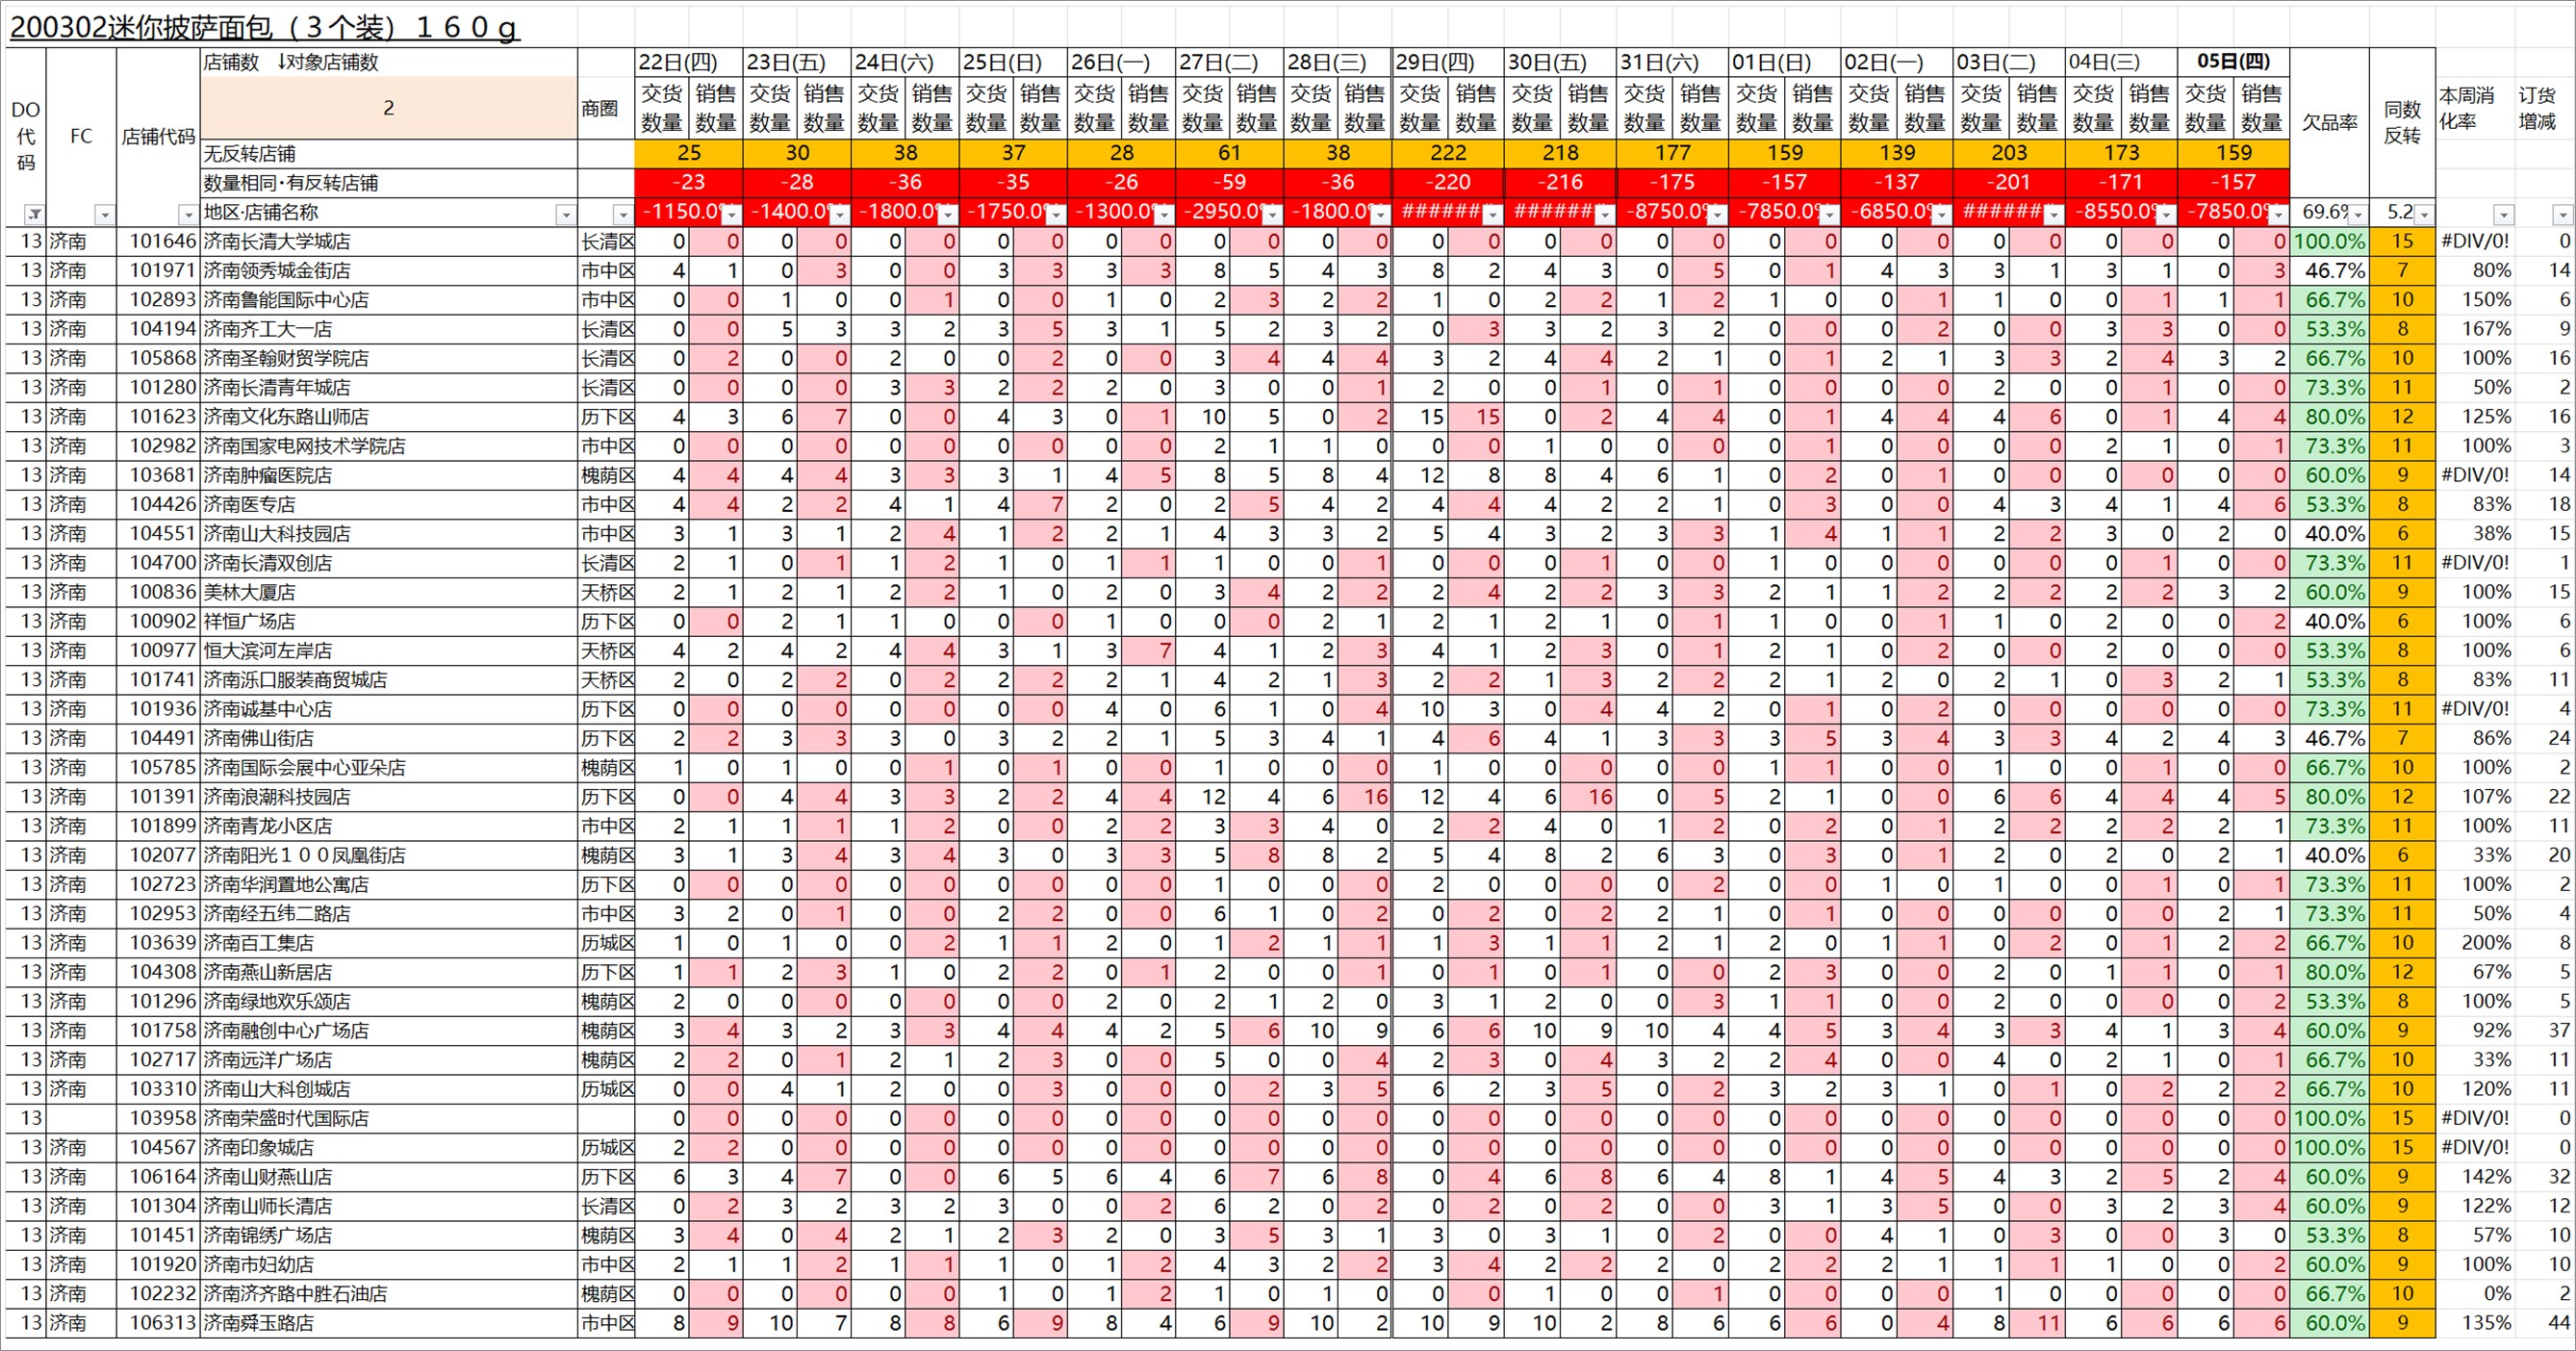 200302迷你披萨面包（3个装）160g
店铺数 ↓对象店铺数 22日(四) 23日(五) 24日(六) 25日(日) 26日(一) 27日(二) 28日(三) 29日(四) 30日(五) 31日(六) 01日(日) 02日(一) 03日(二) 04日(三) 05日(四)
DO代码 FC 店铺代码 2 商圈 交货数量 销售数量 交货数量 销售数量 交货数量 销售数量 交货数量 销售数量 交货数量 销售数量 交货数量 销售数量 交货数量 销售数量 交货数量 销售数量 交货数量 销售数量 交货数量 销售数量 交货数量 销售数量 交货数量 销售数量 交货数量 销售数量 交货数量 销售数量 交货数量 销售数量 欠品率 同数反转 本周消化率 订货增减
无反转店铺 25 30 38 37 28 61 38 222 218 177 159 139 203 173 159
数量相同·有反转店铺 -23 -28 -36 -35 -26 -59 -36 -220 -216 -175 -157 -137 -201 -171 -157
地区·店铺名称 -1150.0% -1400.0% -1800.0% -1750.0% -1300.0% -2950.0% -1800.0% ####### ####### -8750.0% -7850.0% -6850.0% ####### -8550.0% -7850.0% 69.6% 5.2
13 济南 101646 济南长清大学城店 长清区 0 0 0 0 0 0 0 0 0 0 0 0 0 0 0 0 0 0 0 0 0 0 0 0 0 0 0 0 0 0 100.0% 15 #DIV/0! 0
13 济南 101971 济南领秀城金街店 市中区 4 1 0 3 0 0 3 3 3 3 8 5 4 3 8 2 4 3 0 5 0 1 4 3 3 1 3 1 0 3 46.7% 7 80% 14
13 济南 102893 济南鲁能国际中心店 市中区 0 0 1 0 0 1 0 0 1 0 2 3 2 2 1 0 2 2 1 2 1 0 0 1 1 0 0 1 1 1 66.7% 10 150% 6
13 济南 104194 济南齐工大一店 长清区 0 0 5 3 3 2 3 5 3 1 5 2 3 2 0 3 3 2 3 2 0 0 0 2 0 0 3 3 0 0 53.3% 8 167% 9
13 济南 105868 济南圣翰财贸学院店 长清区 0 2 0 0 2 0 0 2 0 0 3 4 4 4 3 2 4 4 2 1 0 1 2 1 3 3 2 4 3 2 66.7% 10 100% 16
13 济南 101280 济南长清青年城店 长清区 0 0 0 0 3 3 2 2 2 0 3 0 0 1 2 0 0 1 0 1 0 0 0 0 2 0 0 1 0 0 73.3% 11 50% 2
13 济南 101623 济南文化东路山师店 历下区 4 3 6 7 0 0 4 3 0 1 10 5 0 2 15 15 0 2 4 4 0 1 4 4 4 6 0 1 4 4 80.0% 12 125% 16
13 济南 102982 济南国家电网技术学院店 市中区 0 0 0 0 0 0 0 0 0 0 2 1 1 0 0 0 1 0 0 0 0 1 0 0 0 0 2 1 0 1 73.3% 11 100% 3
13 济南 103681 济南肿瘤医院店 槐荫区 4 4 4 4 3 3 3 1 4 5 8 5 8 4 12 8 8 4 6 1 0 2 0 1 0 0 0 0 0 0 60.0% 9 #DIV/0! 14
13 济南 104426 济南医专店 市中区 4 4 2 2 4 1 4 7 2 0 2 5 4 2 4 4 4 2 2 1 0 3 0 0 4 3 4 1 4 6 53.3% 8 83% 18
13 济南 104551 济南山大科技园店 市中区 3 1 3 1 2 4 1 2 2 1 4 3 3 2 5 4 3 2 3 3 1 4 1 1 2 2 3 0 2 0 40.0% 6 38% 15
13 济南 104700 济南长清双创店 长清区 2 1 0 1 1 2 1 0 1 1 1 0 0 1 0 0 0 1 0 0 1 0 0 0 0 0 0 1 0 0 73.3% 11 #DIV/0! 1
13 济南 100836 美林大厦店 天桥区 2 1 2 1 2 2 1 0 2 0 3 4 2 2 2 4 2 2 3 3 2 1 1 2 2 2 2 2 3 2 60.0% 9 100% 15
13 济南 100902 祥恒广场店 历下区 0 0 2 1 1 0 0 0 1 0 0 0 2 1 2 1 2 1 0 1 1 0 0 1 1 0 2 0 0 2 40.0% 6 100% 6
13 济南 100977 恒大滨河左岸店 天桥区 4 2 4 2 4 4 3 1 3 7 4 1 2 3 4 1 2 3 0 1 2 1 0 2 0 0 2 0 0 0 53.3% 8 100% 6
13 济南 101741 济南泺口服装商贸城店 天桥区 2 0 2 2 0 2 2 2 2 1 4 2 1 3 2 2 1 3 2 2 2 1 2 0 2 1 0 3 2 1 53.3% 8 83% 11
13 济南 101936 济南诚基中心店 历下区 0 0 0 0 0 0 0 0 4 0 6 1 0 4 10 3 0 4 4 2 0 1 0 2 0 0 0 0 0 0 73.3% 11 #DIV/0! 4
13 济南 104491 济南佛山街店 历下区 2 2 3 3 3 0 3 2 2 1 5 3 4 1 4 6 4 1 3 3 3 5 3 4 3 3 4 2 4 3 46.7% 7 86% 24
13 济南 105785 济南国际会展中心亚朵店 槐荫区 1 0 1 0 0 1 0 1 0 0 1 0 0 0 1 0 0 0 0 0 1 1 0 0 1 0 0 1 0 0 66.7% 10 100% 2
13 济南 101391 济南浪潮科技园店 历下区 0 0 4 4 3 3 2 2 4 4 12 4 6 16 12 4 6 16 0 5 2 1 0 0 6 6 4 4 4 5 80.0% 12 107% 22
13 济南 101899 济南青龙小区店 市中区 2 1 1 1 1 2 0 0 2 2 3 3 4 0 2 2 4 0 1 2 0 2 0 1 2 2 2 2 2 1 73.3% 11 100% 11
13 济南 102077 济南阳光100凤凰街店 槐荫区 3 1 3 4 3 4 3 0 3 3 5 8 8 2 5 4 8 2 6 3 0 3 0 1 2 0 2 0 2 1 40.0% 6 33% 20
13 济南 102723 济南华润置地公寓店 历下区 0 0 0 0 0 0 0 0 0 0 1 0 0 0 2 0 0 0 0 2 0 0 1 0 1 0 0 1 0 1 73.3% 11 100% 2
13 济南 102953 济南经五纬二路店 市中区 3 2 0 1 0 0 2 2 0 0 6 1 0 2 0 2 0 2 2 1 0 1 0 0 0 0 0 0 2 1 73.3% 11 50% 4
13 济南 103639 济南百工集店 历城区 1 0 1 0 0 2 1 1 2 0 1 2 1 1 1 3 1 1 2 1 2 0 1 1 0 2 0 1 2 2 66.7% 10 200% 8
13 济南 104308 济南燕山新居店 历下区 1 1 2 3 1 0 2 2 0 1 2 0 0 1 0 1 0 1 0 0 2 3 0 0 2 0 1 1 0 1 80.0% 12 67% 5
13 济南 101296 济南绿地欢乐颂店 槐荫区 2 0 0 0 0 0 0 0 2 0 2 1 2 0 3 1 2 0 0 3 1 1 0 0 2 0 0 0 0 2 53.3% 8 100% 5
13 济南 101758 济南融创中心广场店 槐荫区 3 4 3 2 3 3 4 4 4 2 5 6 10 9 6 6 10 9 10 4 4 5 3 4 3 3 4 1 3 4 60.0% 9 92% 37
13 济南 102717 济南远洋广场店 槐荫区 2 2 0 1 2 1 2 3 0 0 5 0 0 4 2 3 0 4 3 2 2 4 0 0 4 0 2 1 0 1 66.7% 10 33% 11
13 济南 103310 济南山大科创城店 历城区 0 0 4 1 2 0 0 3 0 0 0 2 3 5 6 2 3 5 0 2 3 2 3 1 0 1 0 2 2 2 66.7% 10 120% 11
13 103958 济南荣盛时代国际店 0 0 0 0 0 0 0 0 0 0 0 0 0 0 0 0 0 0 0 0 0 0 0 0 0 0 0 0 0 0 100.0% 15 #DIV/0! 0
13 济南 104567 济南印象城店 历城区 2 2 0 0 0 0 0 0 0 0 0 0 0 0 0 0 0 0 0 0 0 0 0 0 0 0 0 0 0 0 100.0% 15 #DIV/0! 0
13 济南 106164 济南山财燕山店 历下区 6 3 4 7 0 0 6 5 6 4 6 7 6 8 0 4 6 8 6 4 8 1 4 5 4 3 2 5 2 4 60.0% 9 142% 32
13 济南 101304 济南山师长清店 长清区 0 2 3 2 3 2 3 0 0 2 6 2 0 2 0 2 0 2 0 0 3 1 3 5 0 0 3 2 3 4 60.0% 9 122% 12
13 济南 101451 济南锦绣广场店 槐荫区 3 4 0 4 2 1 2 3 2 0 3 5 3 1 3 0 3 1 0 2 0 0 4 1 0 3 0 0 3 0 53.3% 8 57% 10
13 济南 101920 济南市妇幼店 市中区 2 1 1 2 1 1 1 0 1 2 4 3 2 2 3 4 2 2 2 0 2 2 2 1 1 1 1 0 0 2 60.0% 9 100% 10
13 济南 102232 济南济齐路中胜石油店 槐荫区 0 0 0 0 0 0 1 0 1 2 1 0 1 0 0 0 1 0 0 1 0 0 0 0 1 0 0 0 0 0 66.7% 10 0% 2
13 济南 106313 济南舜玉路店 市中区 8 9 10 7 8 8 6 9 8 4 6 9 10 2 10 9 10 2 8 6 6 6 0 4 8 11 6 6 6 6 60.0% 9 135% 44